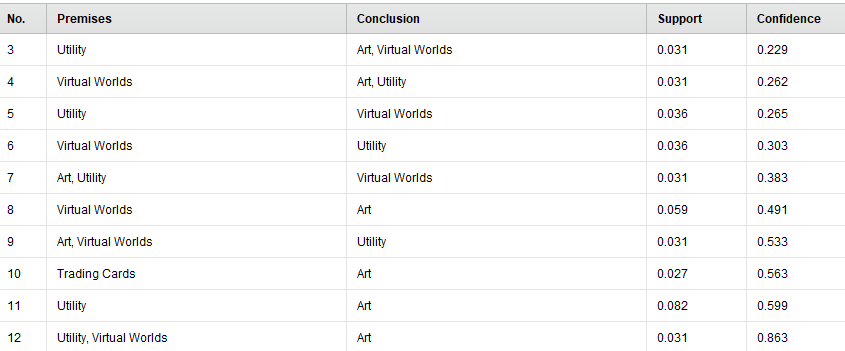 No. Premises Conclusion Support Confidence
3 Utility Art, Virtual Worlds 0.031 0.229
4 Virtual Worlds Art, Utility 0.031 0.262
5 Utility Virtual Worlds 0.036 0.265
6 Virtual Worlds Utility 0.036 0.303
7 Art, Utility Virtual Worlds 0.031 0.383
8 Virtual Worlds Art 0.059 0.491
9 Art, Virtual Worlds Utility 0.031 0.533
10 Trading Cards Art 0.027 0.563
11 Utility Art 0.082 0.599
12 Utility, Virtual Worlds Art 0.031 0.863